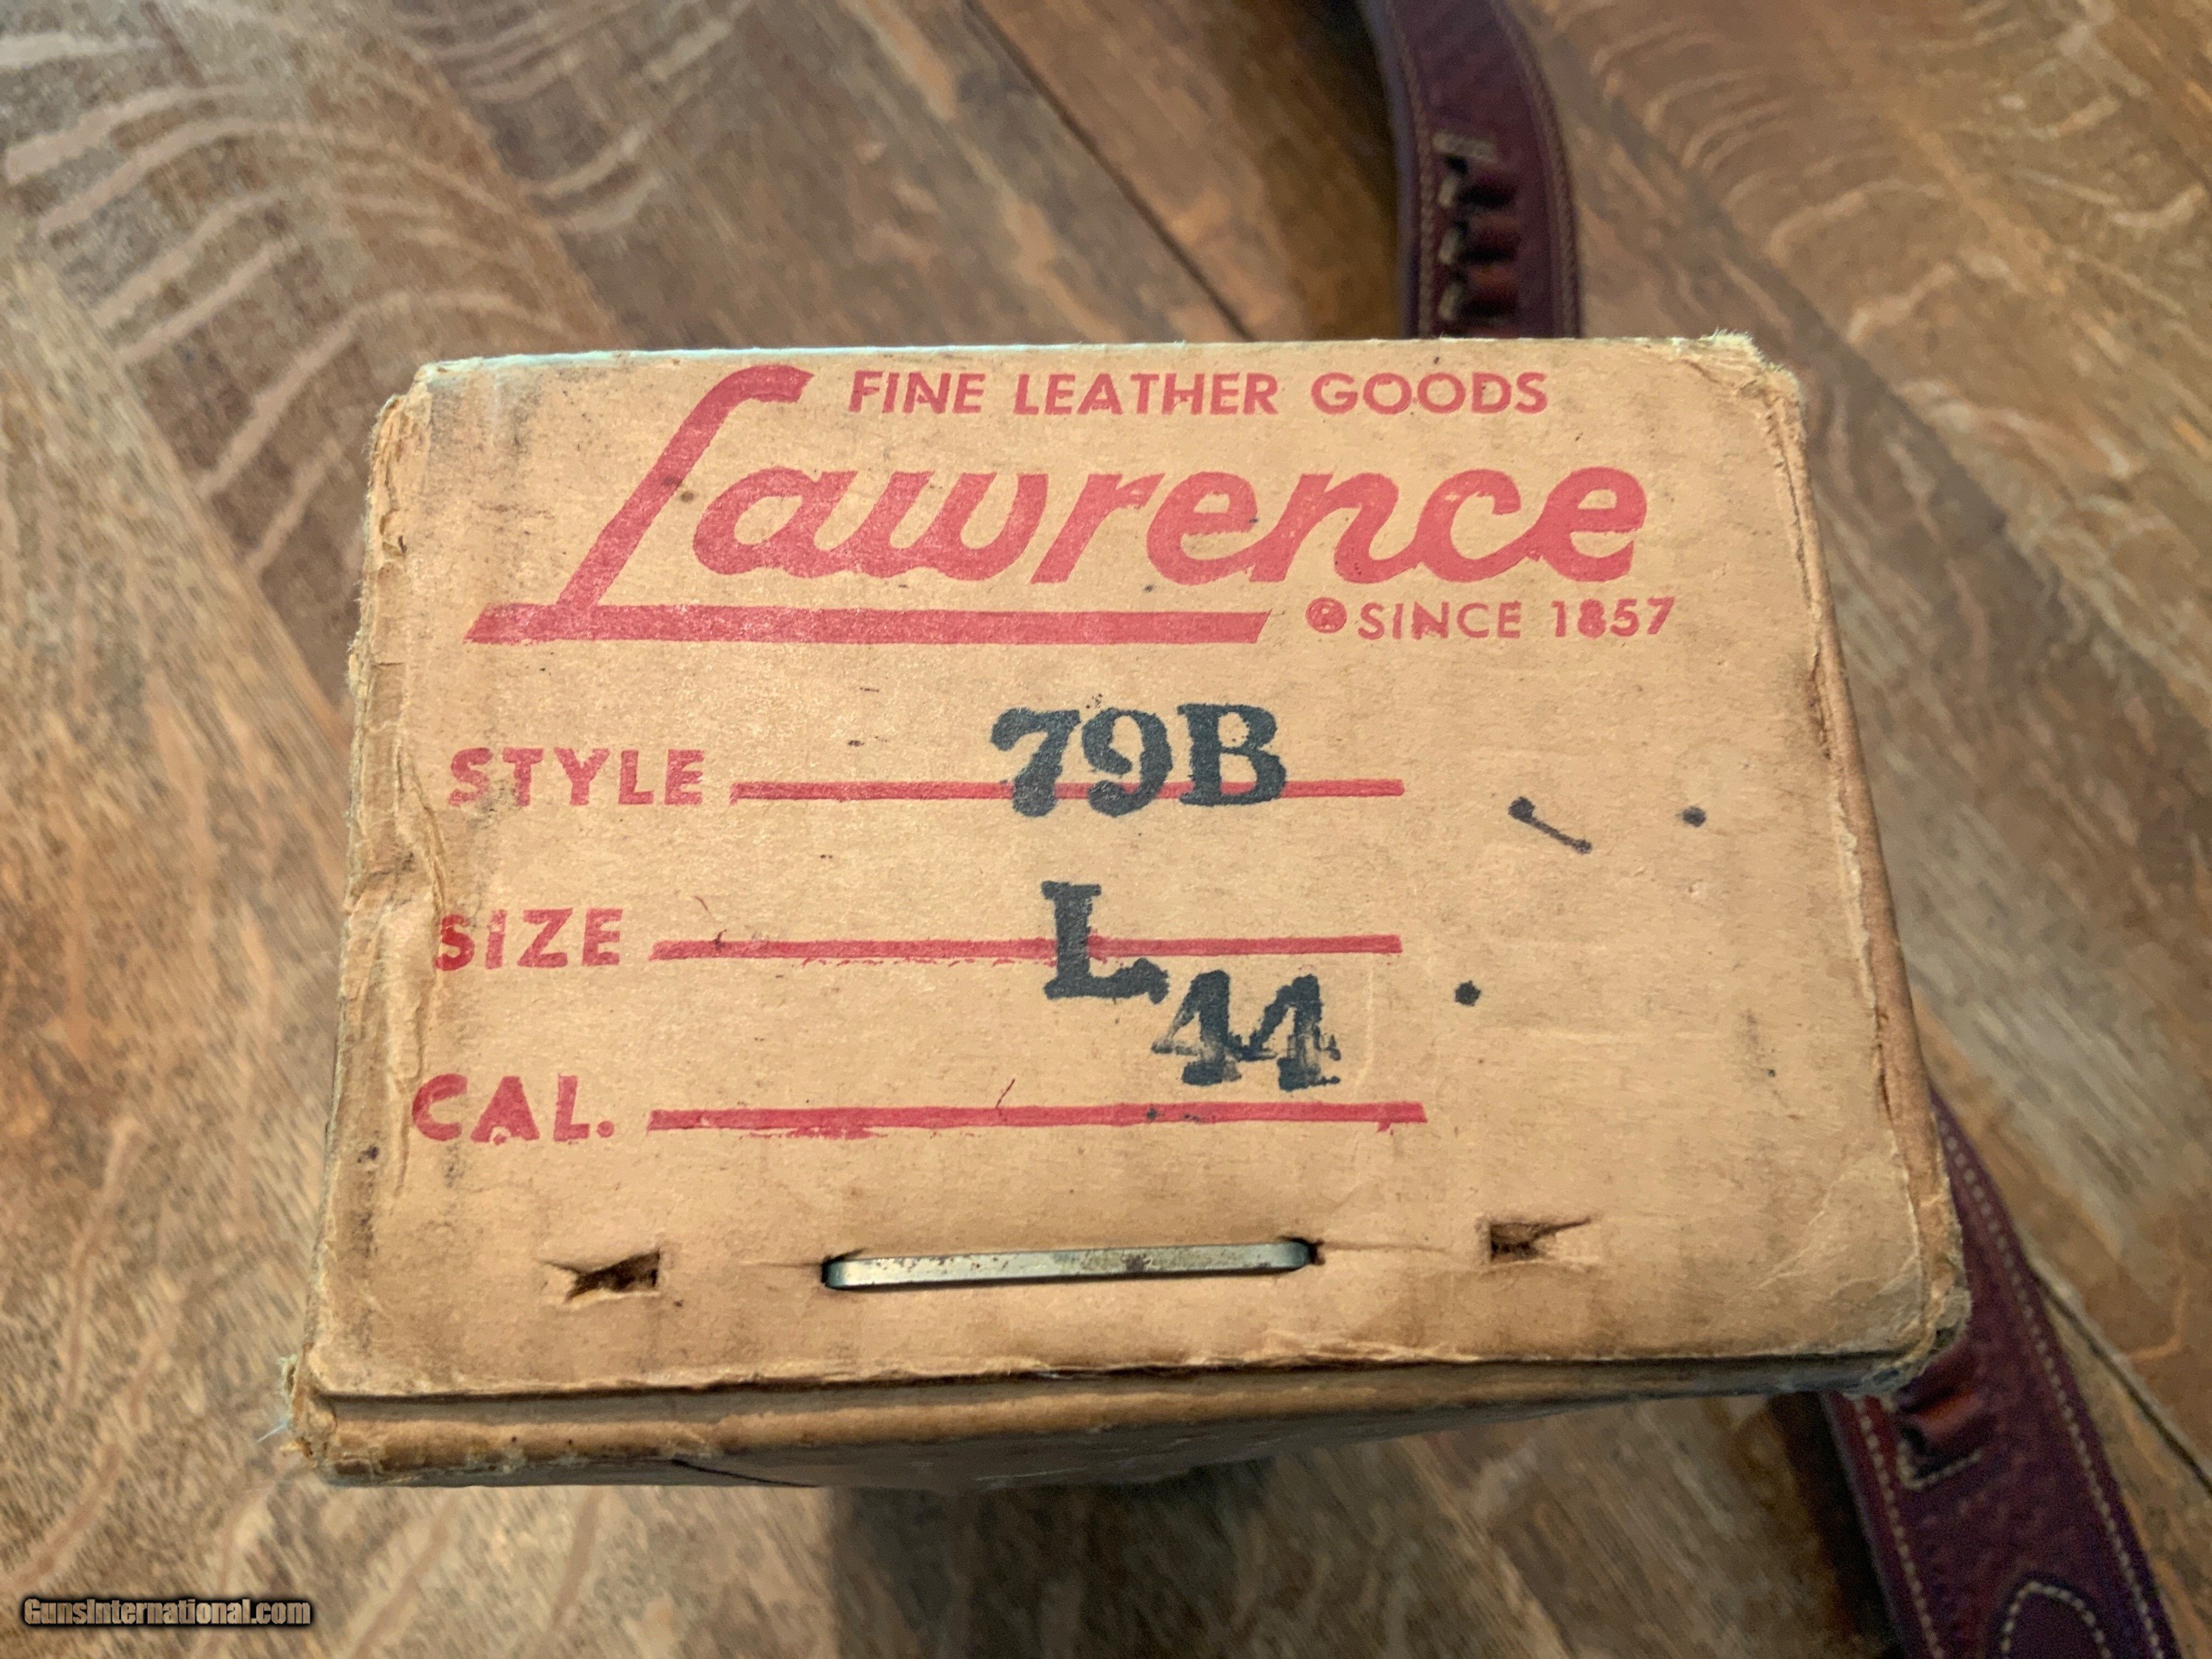 FINE LEATHER GOODS
Lawrence
®SINCE 1857
STYLE 79B
SIZE L
44
CAL.
GunsInternational.com